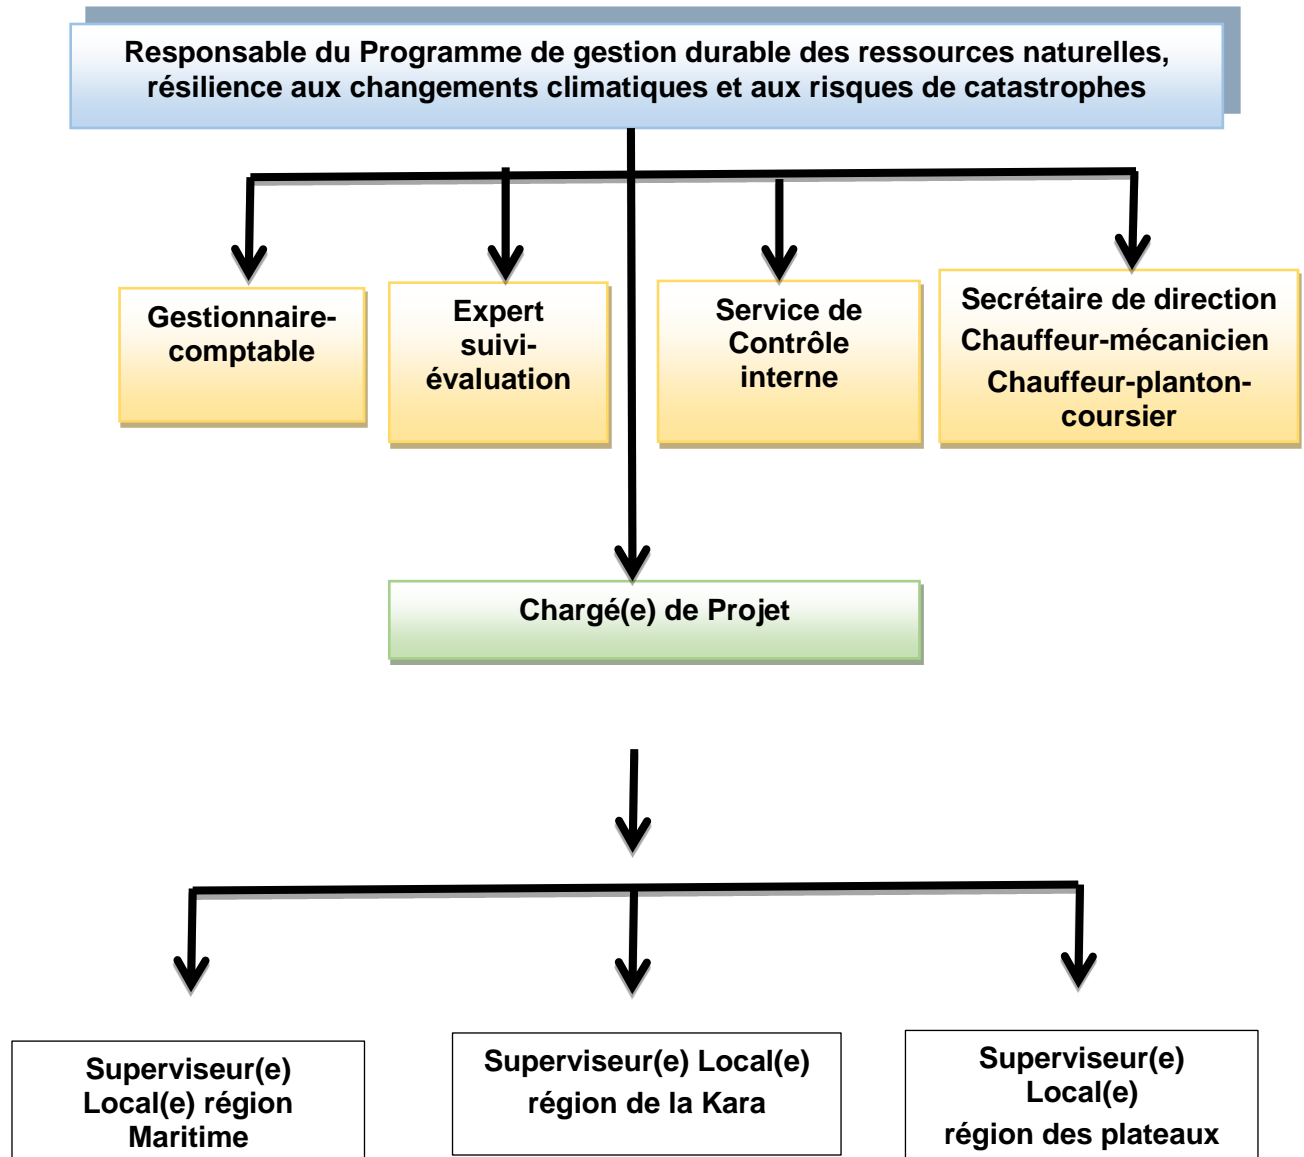 Responsable du Programme de gestion durable des ressources naturelles,
résilience aux changements climatiques et aux risques de catastrophes
Gestionnaire-
comptable
Expert
suivi-
évaluation
Service de
Contrôle
interne
Secrétaire de direction
Chauffeur-mécanicien
Chauffeur-planton-
coursier
Chargé(e) de Projet
Superviseur(e)
Local(e) région
Maritime
Superviseur(e) Local(e)
région de la Kara
Superviseur(e)
Local(e)
région des plateaux